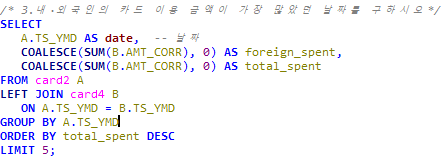 /* 3.내·외국인의 카드 이용 금액이 가장 많았던 날짜를 구하시오*/
SELECT
A.TS_YMD AS date, -- 날짜
COALESCE(SUM(B.AMT_CORR), 0) AS foreign_spent,
COALESCE(SUM(B.AMT_CORR), 0) AS total_spent
FROM card2 A
LEFT JOIN card4 B
ON A.TS_YMD = B.TS_YMD
GROUP BY A.TS_YMD
ORDER BY total_spent DESC
LIMIT 5;